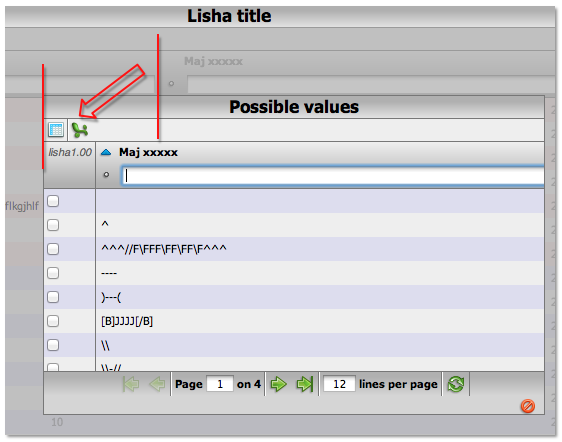 Lisha title
Maj xxxxx
Possible values
lisha1.00
Maj xxxxx
flkgjhlf
^
^^^//F\FFF\FF\FF\F^^^
----
)---(
[B]JJJJ[/B]
\\
\\-//
Page 1 on 4 12 lines per page
10